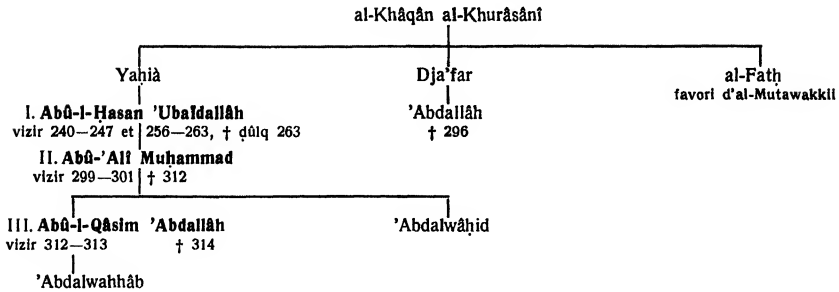 al-Khâqân al-Khurâsânî
Yaḥià Dja'far al-Fatḥ
favori d'al-Mutawakkil
I. Abû-l-Ḥasan 'Ubaïdallâh 'Abdallâh
vizir 240—247 et 256—263, † ḍûlq 263 † 296
II. Abû-'Alî Muḥammad
vizir 299—301 † 312
III. Abû-l-Qâsim 'Abdallâh 'Abdalwâḥid
vizir 312—313 † 314
'Abdalwahhâb